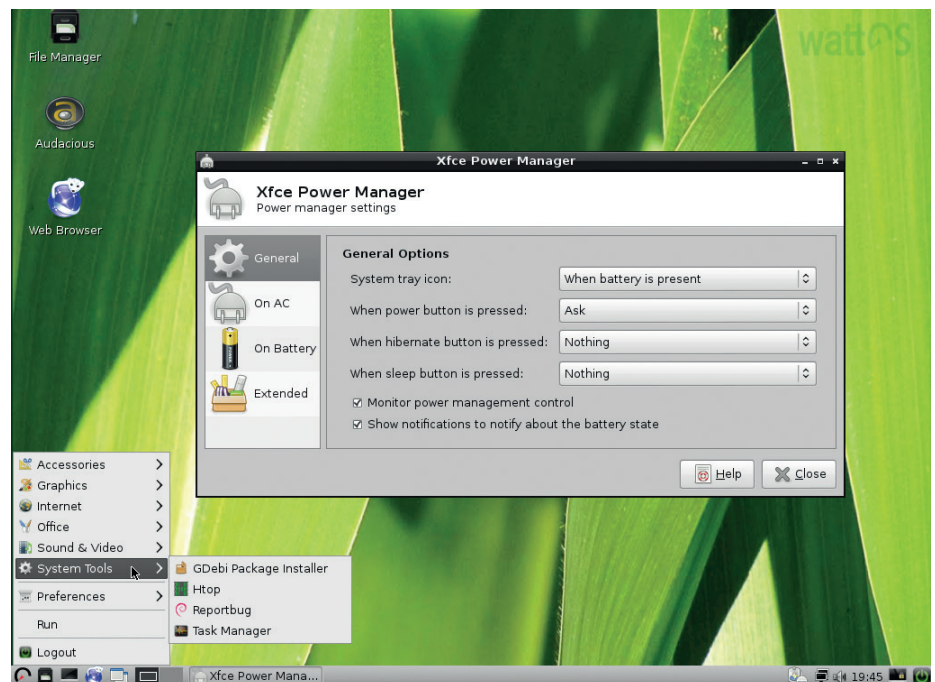 File Manager
wattOS
Audacious
Web Browser
Xfce Power Manager
Xfce Power Manager
Power manager settings
General
On AC
On Battery
Extended
General Options
System tray icon:
When battery is present
When power button is pressed:
Ask
When hibernate button is pressed:
Nothing
When sleep button is pressed:
Nothing
Monitor power management control
Show notifications to notify about the battery state
Help
Close
Accessories
Graphics
Internet
Office
Sound & Video
System Tools
Preferences
Run
Logout
GDebi Package Installer
Htop
Reportbug
Task Manager
Xfce Power Mana...
19:45